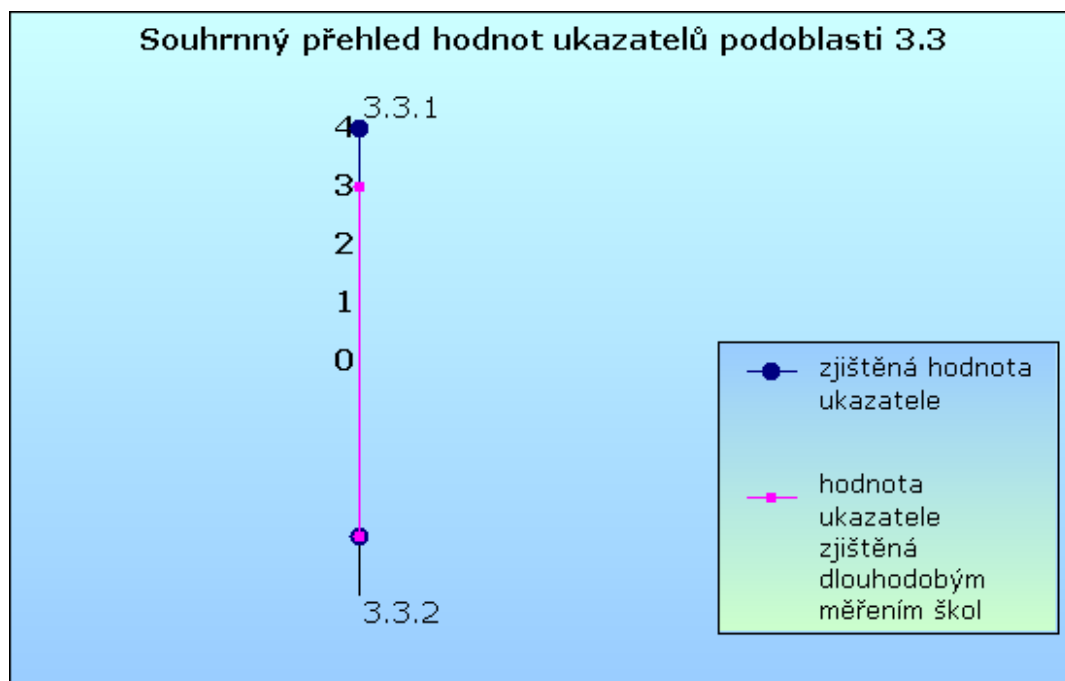 Souhrnný přehled hodnot ukazatelů podoblasti 3.3
3.3.1
4
3
2
1
0
3.3.2
zjištěná hodnota
ukazatele
hodnota
ukazatele
zjištěná
dlouhodobým
měřením škol